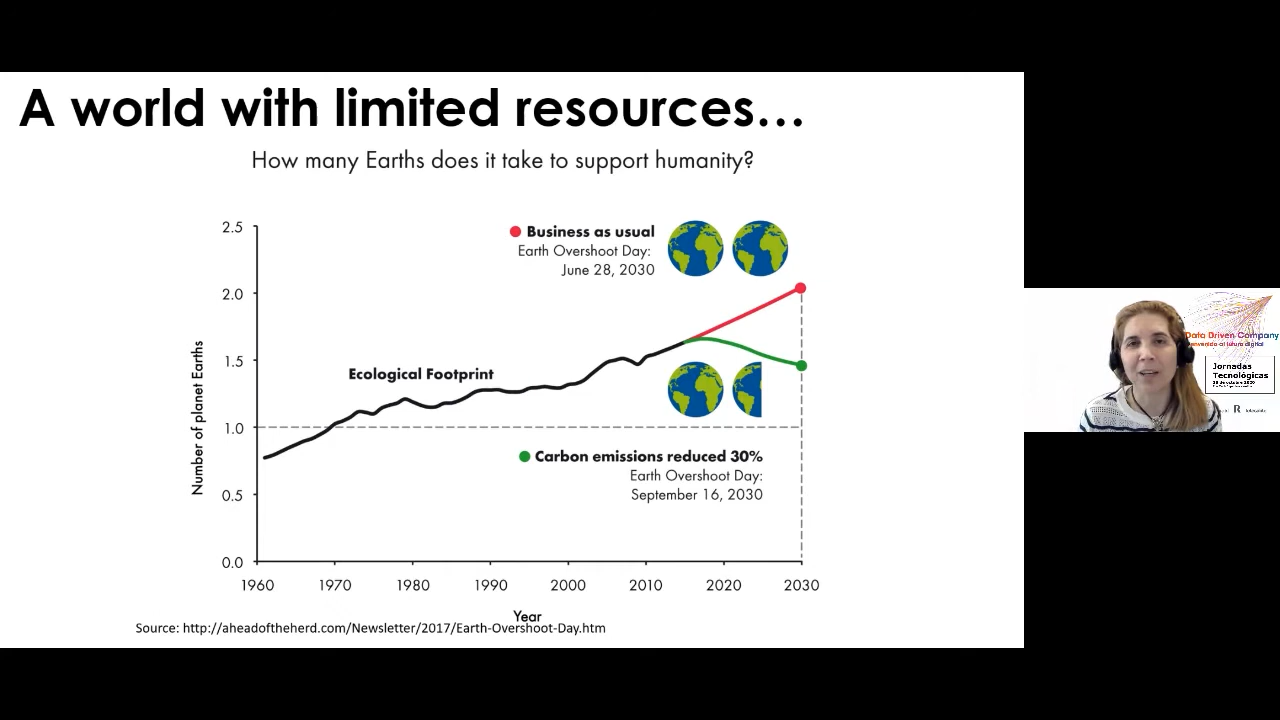 A world with limited resources...
How many Earths does it take to support humanity?
2.5
2.0
1.5
1.0
0.5
0.0
Number of planet Earths
Business as usual
Earth Overshoot Day:
June 28, 2030
Ecological Footprint
Carbon emissions reduced 30%
Earth Overshoot Day:
September 16, 2030
1960 1970 1980 1990 2000 2010 2020 2030
Year
Source: http://aheadoftheherd.com/Newsletter/2017/Earth-Overshoot-Day.htm
Data Driven Company
al futuro digital
Jornadas
Tecnológicas
R